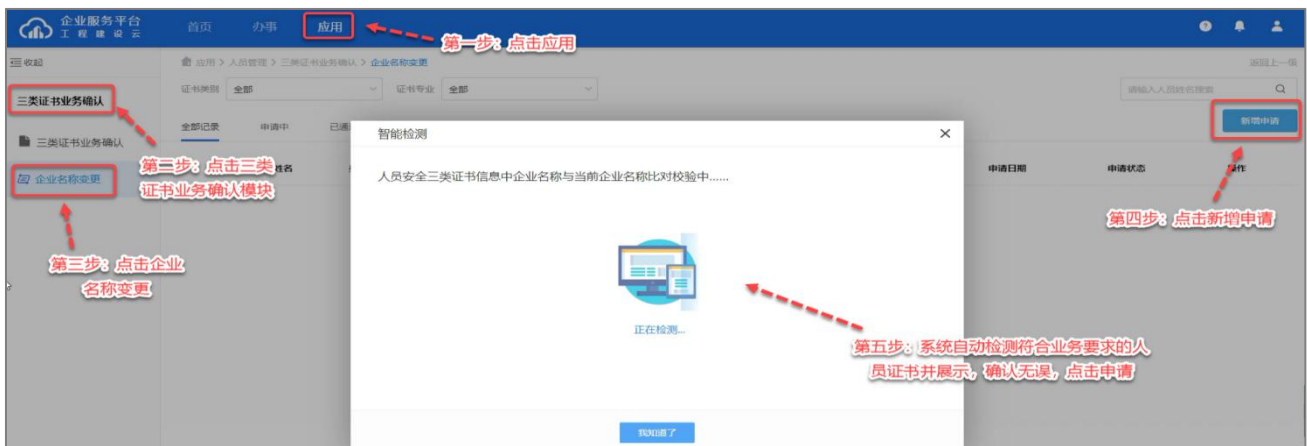 企业服务平台
工程建设云
首页 办事 应用
第一步：点击应用
收起
应用 > 人员管理 > 三类证书业务确认 > 企业名称变更
返回上一级
三类证书业务确认
证书类别 全部 证书专业 全部
请输入人员姓名搜索
全部记录 申请中 已通
新增申请
三类证书业务确认
企业名称变更
第二步：点击三类
证书业务确认模块
姓名
申请日期 申请状态 操作
智能检测
人员安全三类证书信息中企业名称与当前企业名称比对校验中......
第四步：点击新增申请
第三步：点击企业
名称变更
正在检测...
第五步：系统自动检测符合业务要求的人
员证书并展示，确认无误，点击申请
我知道了